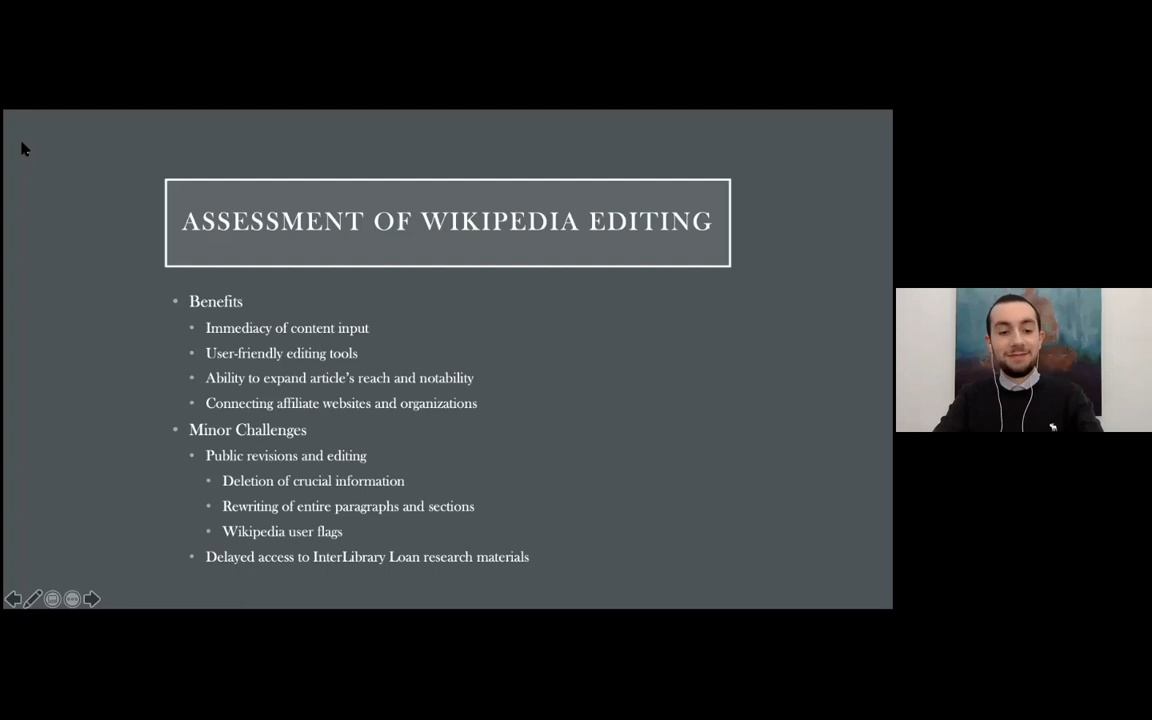 ASSESSMENT OF WIKIPEDIA EDITING
• Benefits
• Immediacy of content input
• User-friendly editing tools
• Ability to expand article’s reach and notability
• Connecting affiliate websites and organizations
• Minor Challenges
• Public revisions and editing
• Deletion of crucial information
• Rewriting of entire paragraphs and sections
• Wikipedia user flags
• Delayed access to InterLibrary Loan research materials